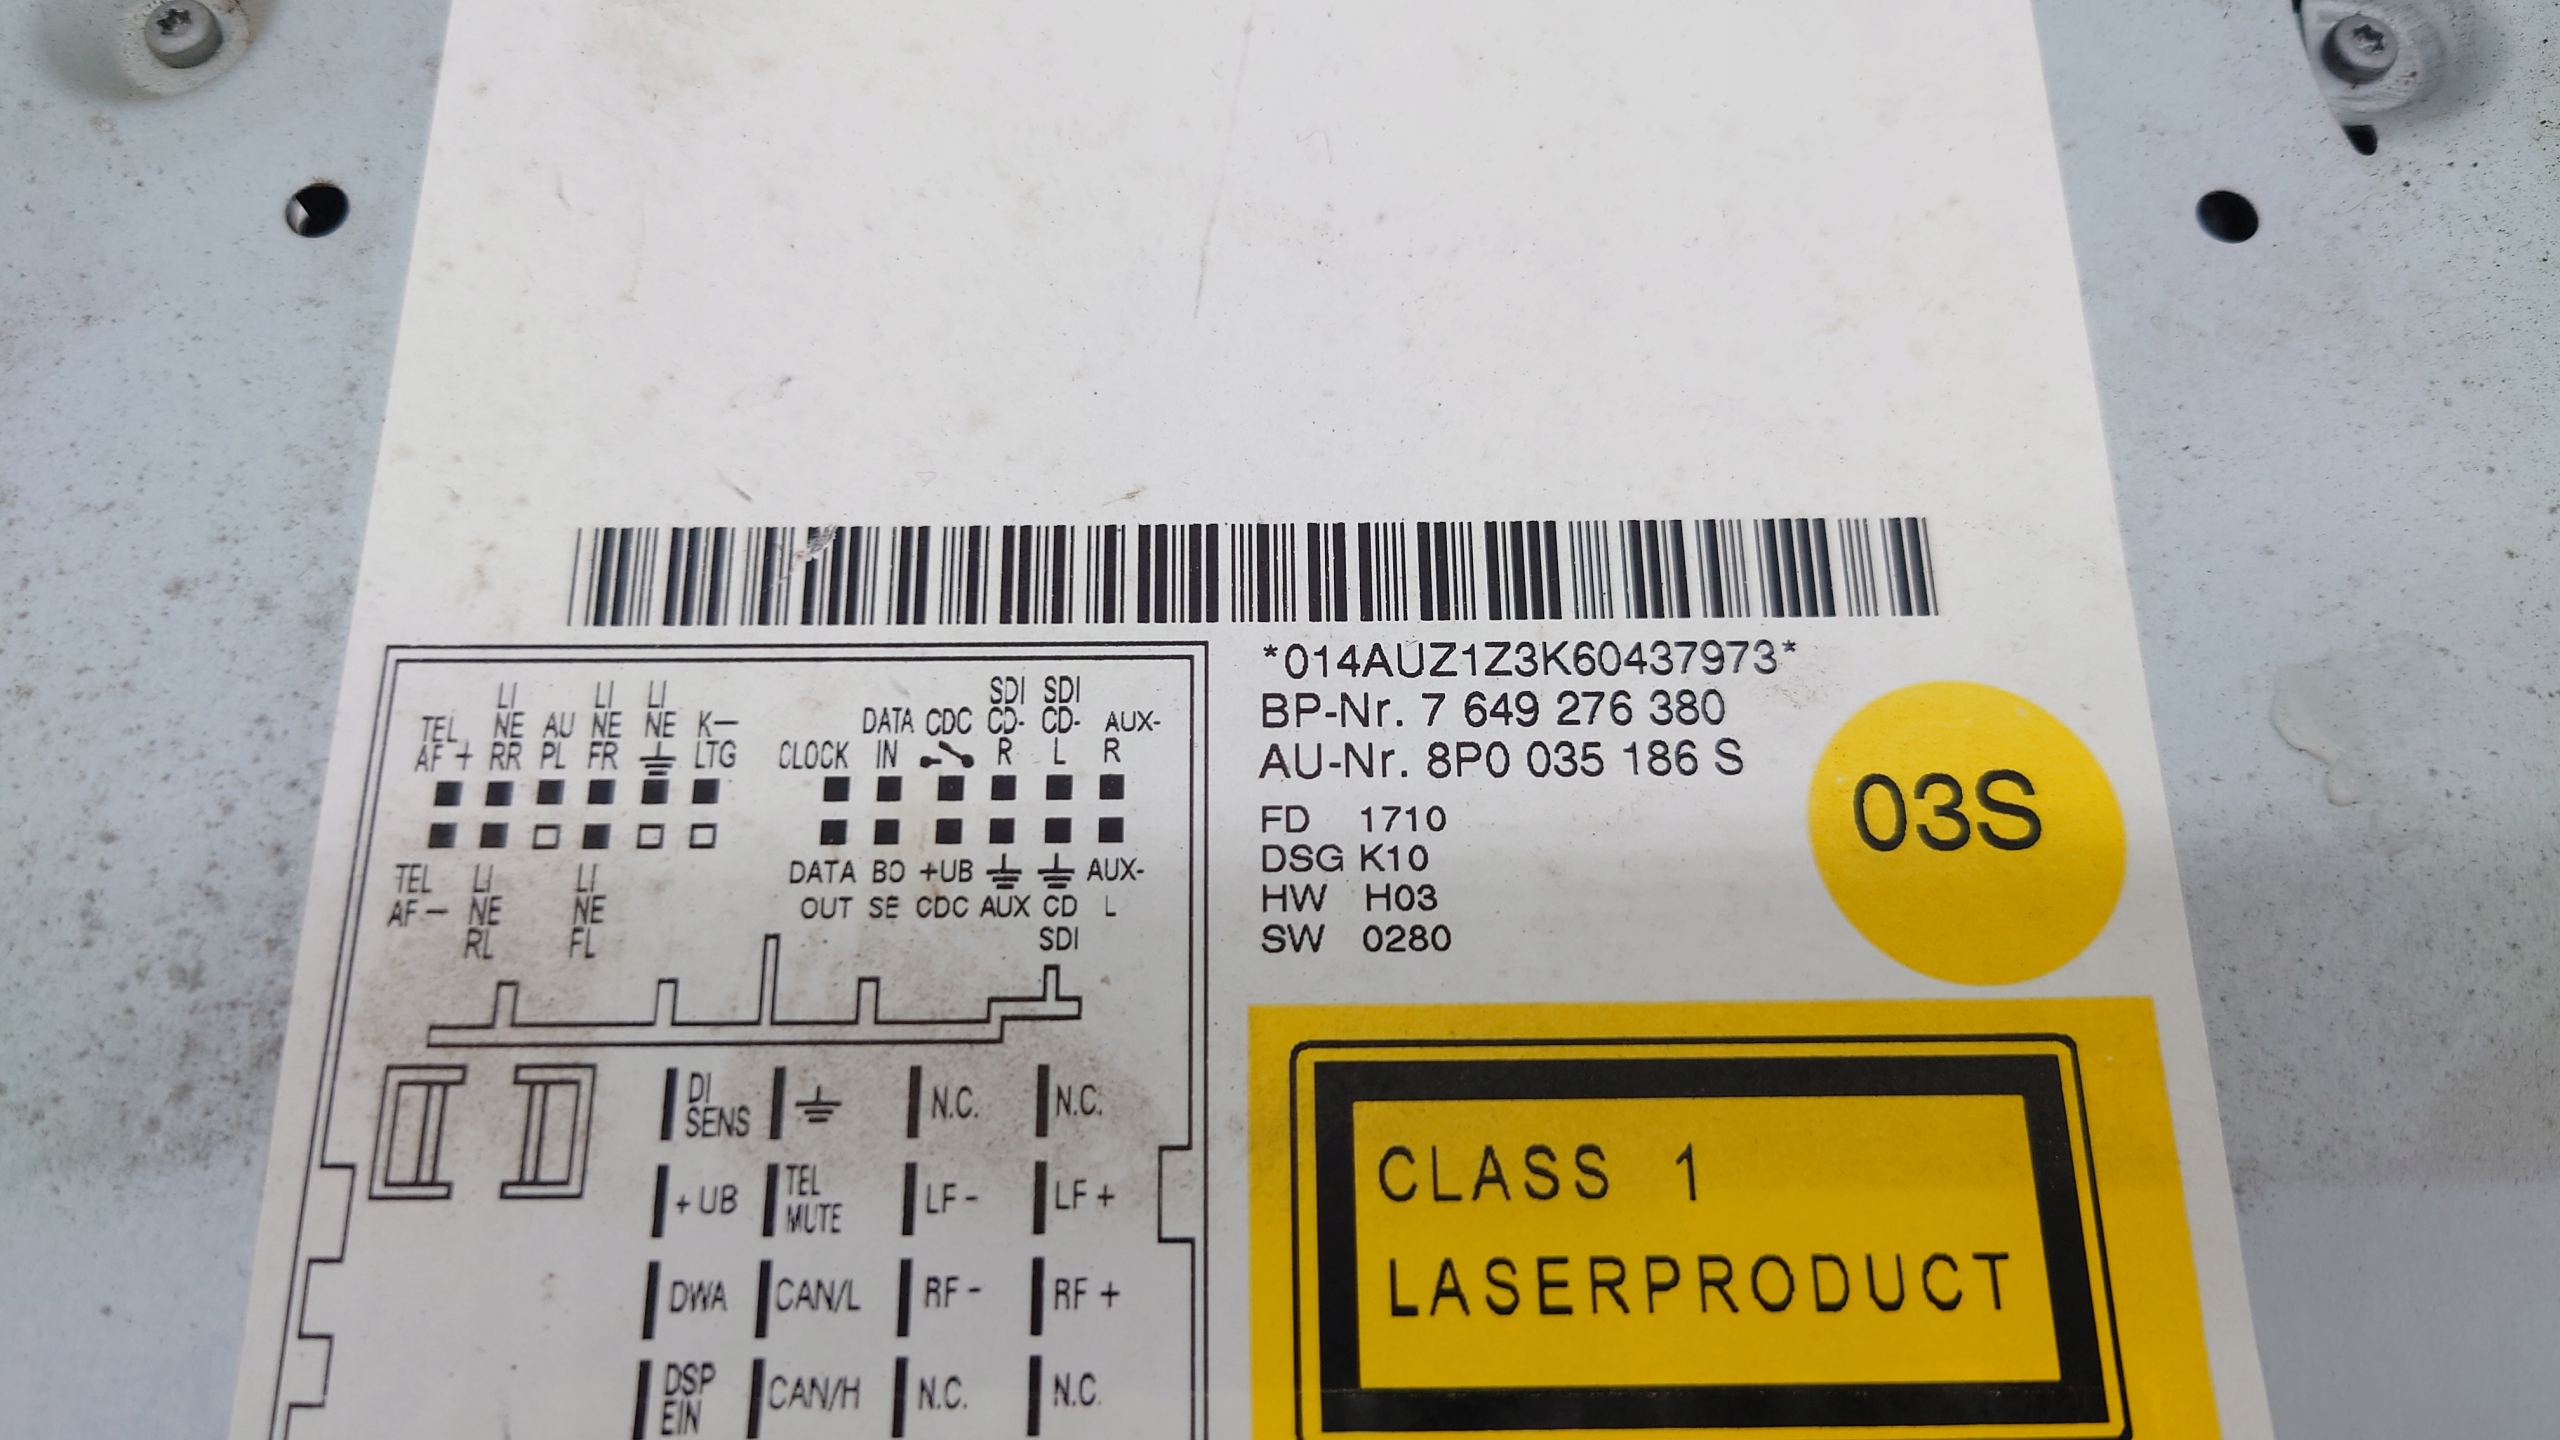 *014AUZ1Z3K60437973*
BP-Nr. 7 649 276 380
AU-Nr. 8P0 035 186 S
FD 1710
DSG K10
HW H03
SW 0280
03S
CLASS 1
LASERPRODUCT
LI LI LI SDI SDI
TEL NE AU NE NE K- DATA CDC CD- CD- AUX-
AF + RR PL FR LTG CLOCK IN R L R
TEL LI LI DATA BO +UB AUX-
AF - NE NE OUT SE CDC AUX CD L
RL FL SDI
DI
SENS N.C. N.C.
+ UB TEL
MUTE LF - LF +
DWA CAN/L RF - RF +
DSP
EIN CAN/H N.C. N.C.